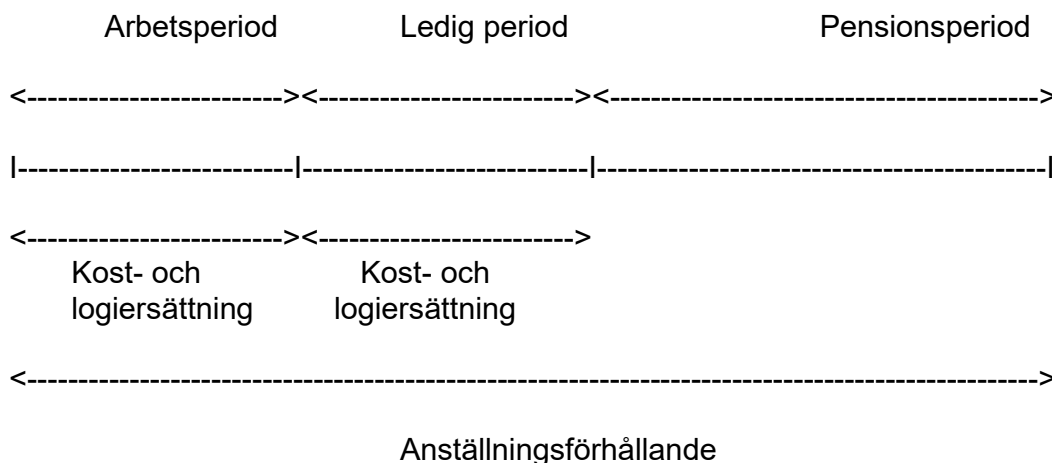 Arbetsperiod Ledig period Pensionsperiod
<-------------------------><-------------------------><------------------------------------------>
|---------------------------|----------------------------|--------------------------------------------|
<-------------------------><------------------------->
Kost- och Kost- och
logiersättning logiersättning
<--------------------------------------------------------------------------------------------------->
Anställningsförhållande